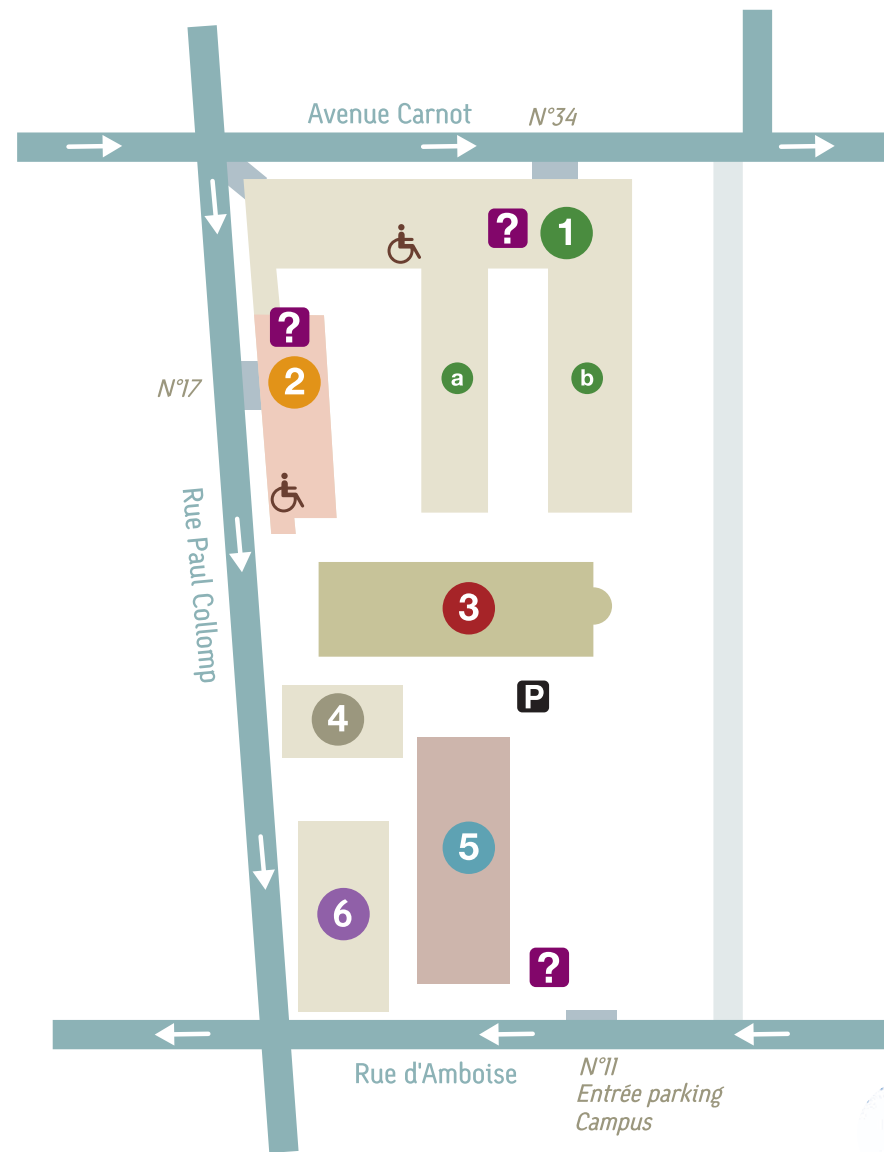 Avenue Carnot
N°34
?
1
?
2
a
b
N°17
Rue Paul Collomp
3
P
4
5
6
?
Rue d'Amboise
N°11
Entrée parking
Campus